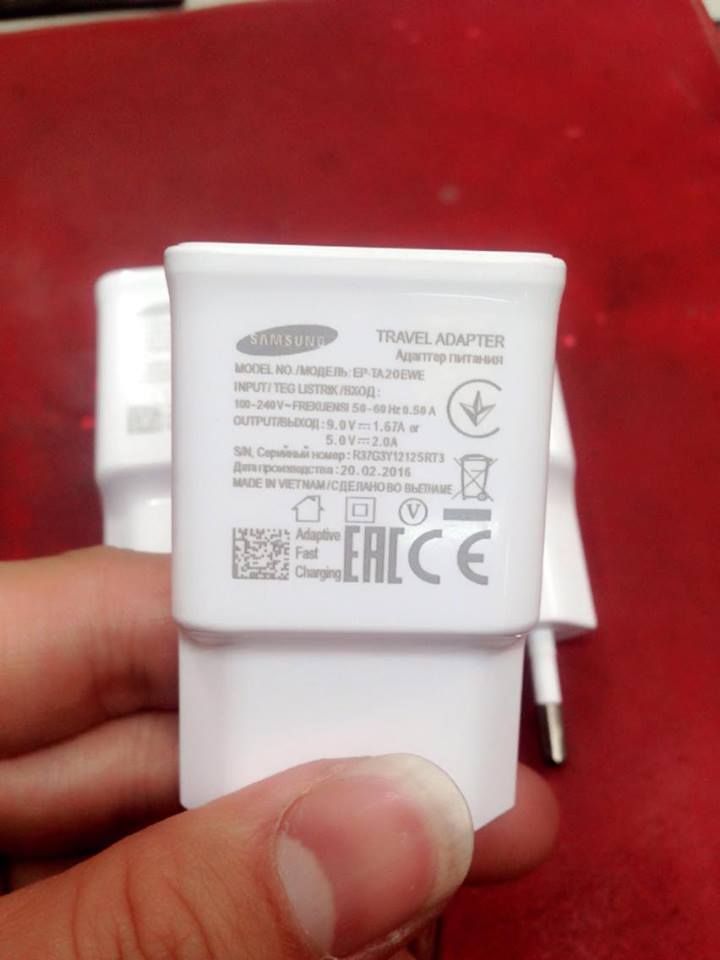 SAMSUNG
TRAVEL ADAPTER
Адаптер питания
MODEL NO./МОДЕЛЬ: EP-TA20EWE
INPUT/ TEG LISTRIK /ВХОД :
100-240V~FREKUENSI 50-60 Hz 0.50 A
OUTPUT/ВЫХОД : 9.0V⎓1.67A or
5.0V⎓2.0A
S/N, Серийный номер : R37G3Y12125RT3
Дата производства : 20.02.2016
MADE IN VIETNAM / СДЕЛАНО ВО ВЬЕТНАМЕ
V
Adaptive
Fast
Charging
EAC CE